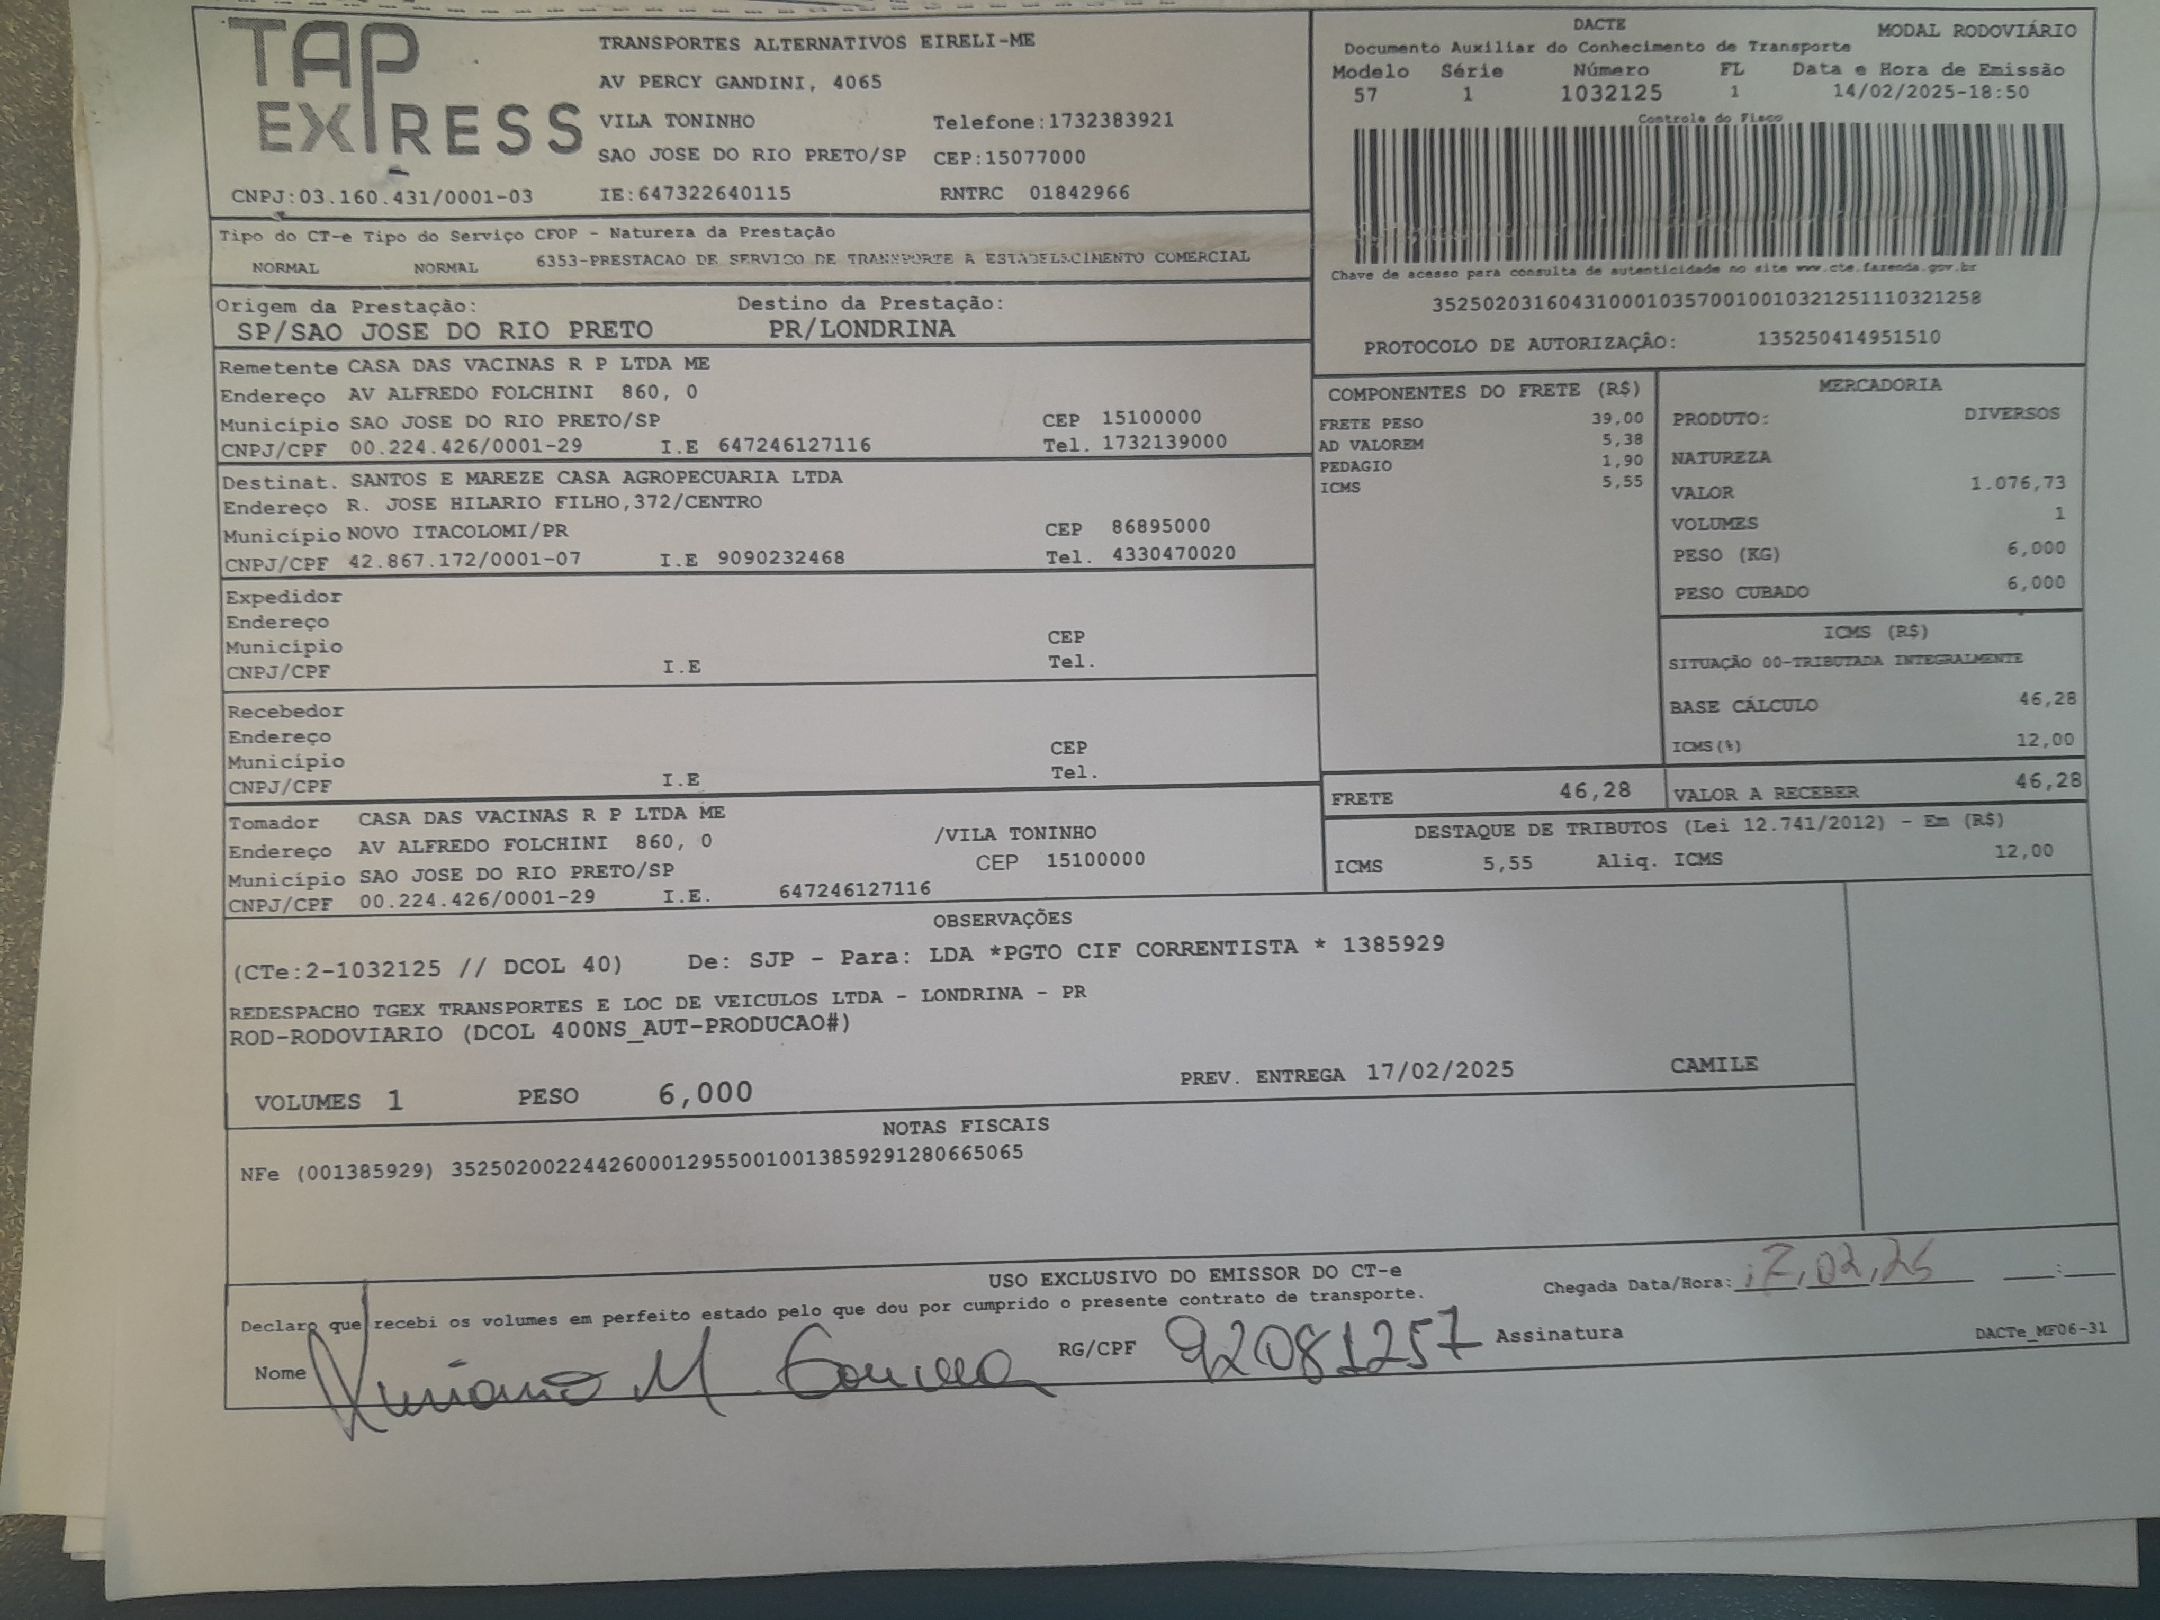 TAP EXPRESS
TRANSPORTES ALTERNATIVOS EIRELI-ME
AV PERCY GANDINI, 4065
VILA TONINHO Telefone:1732383921
SAO JOSE DO RIO PRETO/SP CEP:15077000
CNPJ:03.160.431/0001-03 IE:647322640115 RNTRC 01842966
DACTE MODAL RODOVIÁRIO
Documento Auxiliar do Conhecimento de Transporte
Modelo Série Número FL Data e Hora de Emissão
57 1 1032125 1 14/02/2025-18:50
Controle do Fisco
Chave de acesso para consulta de autenticidade no site www.cte.fazenda.gov.br
35250203160431000103570010010321251110321258
PROTOCOLO DE AUTORIZAÇÃO: 135250414951510
Tipo do CT-e Tipo do Serviço CFOP - Natureza da Prestação
NORMAL NORMAL 6353-PRESTACAO DE SERVICO DE TRANSPORTE A ESTABELSCIMENTO COMERCIAL
Origem da Prestação: Destino da Prestação:
SP/SAO JOSE DO RIO PRETO PR/LONDRINA
Remetente CASA DAS VACINAS R P LTDA ME
Endereço AV ALFREDO FOLCHINI 860, 0
Município SAO JOSE DO RIO PRETO/SP CEP 15100000
CNPJ/CPF 00.224.426/0001-29 I.E 647246127116 Tel. 1732139000
Destinat. SANTOS E MAREZE CASA AGROPECUARIA LTDA
Endereço R. JOSE HILARIO FILHO,372/CENTRO
Município NOVO ITACOLOMI/PR CEP 86895000
CNPJ/CPF 42.867.172/0001-07 I.E 9090232468 Tel. 4330470020
Expedidor
Endereço
Município CEP
CNPJ/CPF I.E Tel.
Recebedor
Endereço
Município CEP
CNPJ/CPF I.E Tel.
Tomador CASA DAS VACINAS R P LTDA ME
Endereço AV ALFREDO FOLCHINI 860, 0 /VILA TONINHO
Município SAO JOSE DO RIO PRETO/SP CEP 15100000
CNPJ/CPF 00.224.426/0001-29 I.E. 647246127116
COMPONENTES DO FRETE (R$)
FRETE PESO 39,00
AD VALOREM 5,38
PEDAGIO 1,90
ICMS 5,55
MERCADORIA
PRODUTO: DIVERSOS
NATUREZA
VALOR 1.076,73
VOLUMES 1
PESO (KG) 6,000
PESO CUBADO 6,000
ICMS (R$)
SITUAÇÃO 00-TRIBUTADA INTEGRALMENTE
BASE CÁLCULO 46,28
ICMS(%) 12,00
FRETE 46,28 VALOR A RECEBER 46,28
DESTAQUE DE TRIBUTOS (Lei 12.741/2012) - Em (R$)
ICMS 5,55 Aliq. ICMS 12,00
OBSERVAÇÕES
(CTe:2-1032125 // DCOL 40) De: SJP - Para: LDA *PGTO CIF CORRENTISTA * 1385929
REDESPACHO TGEX TRANSPORTES E LOC DE VEICULOS LTDA - LONDRINA - PR
ROD-RODOVIARIO (DCOL 400NS_AUT-PRODUCAO#)
VOLUMES 1 PESO 6,000 PREV. ENTREGA 17/02/2025 CAMILE
NOTAS FISCAIS
NFe (001385929) 35250200224426000129550010013859291280665065
USO EXCLUSIVO DO EMISSOR DO CT-e
Declaro que recebi os volumes em perfeito estado pelo que dou por cumprido o presente contrato de transporte. Chegada Data/Hora: 17,02,25 :
Nome M. RG/CPF 92081257 Assinatura DACTe_MF06-31